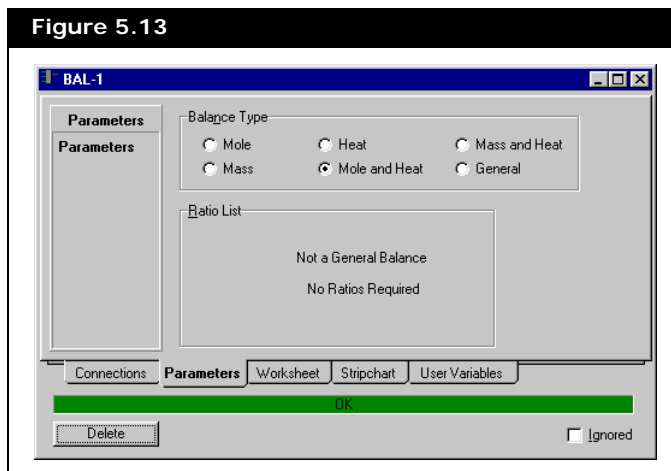 Figure 5.13
BAL-1
Parameters
Parameters
Balance Type
Mole
Heat
Mass and Heat
Mass
Mole and Heat
General
Ratio List
Not a General Balance
No Ratios Required
Connections
Parameters
Worksheet
Stripchart
User Variables
OK
Delete
Ignored